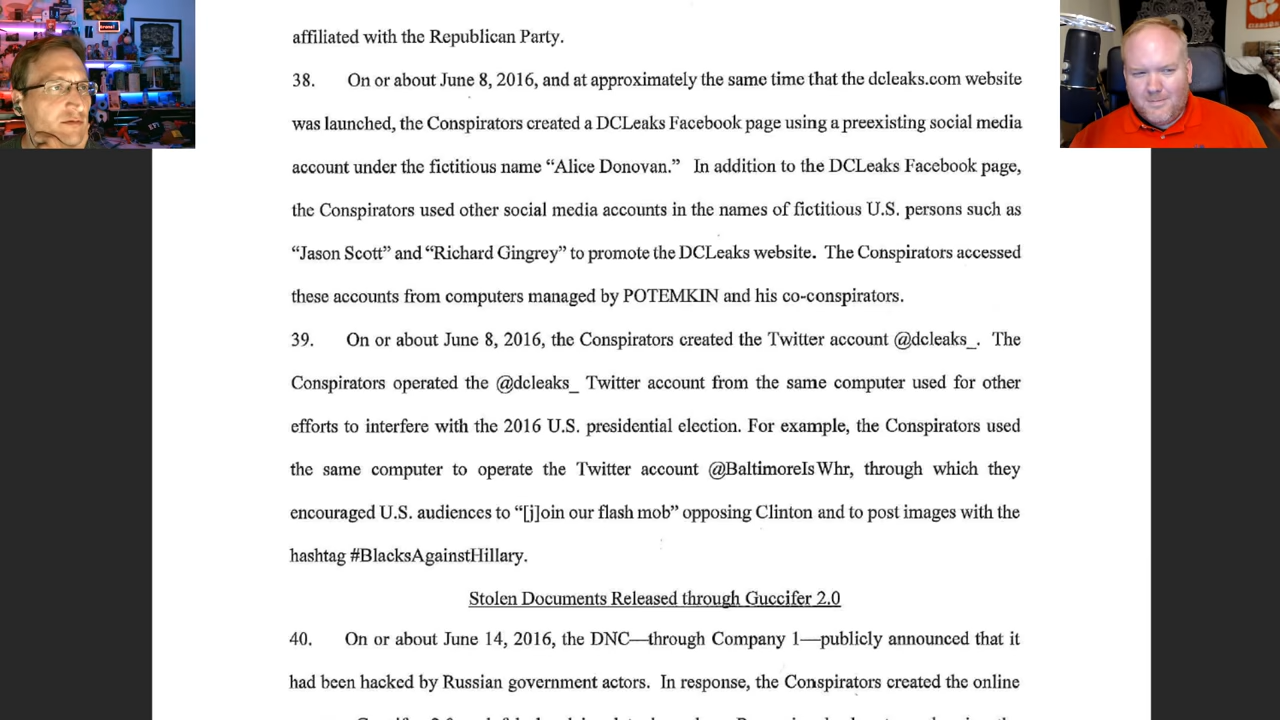 affiliated with the Republican Party.
38. On or about June 8, 2016, and at approximately the same time that the dcleaks.com website
was launched, the Conspirators created a DCLeaks Facebook page using a preexisting social media
account under the fictitious name “Alice Donovan.” In addition to the DCLeaks Facebook page,
the Conspirators used other social media accounts in the names of fictitious U.S. persons such as
“Jason Scott” and “Richard Gingrey” to promote the DCLeaks website. The Conspirators accessed
these accounts from computers managed by POTEMKIN and his co-conspirators.
39. On or about June 8, 2016, the Conspirators created the Twitter account @dcleaks_. The
Conspirators operated the @dcleaks_ Twitter account from the same computer used for other
efforts to interfere with the 2016 U.S. presidential election. For example, the Conspirators used
the same computer to operate the Twitter account @BaltimoreIsWhr, through which they
encouraged U.S. audiences to “[j]oin our flash mob” opposing Clinton and to post images with the
hashtag #BlacksAgainstHillary.
Stolen Documents Released through Guccifer 2.0
40. On or about June 14, 2016, the DNC—through Company 1—publicly announced that it
had been hacked by Russian government actors. In response, the Conspirators created the online